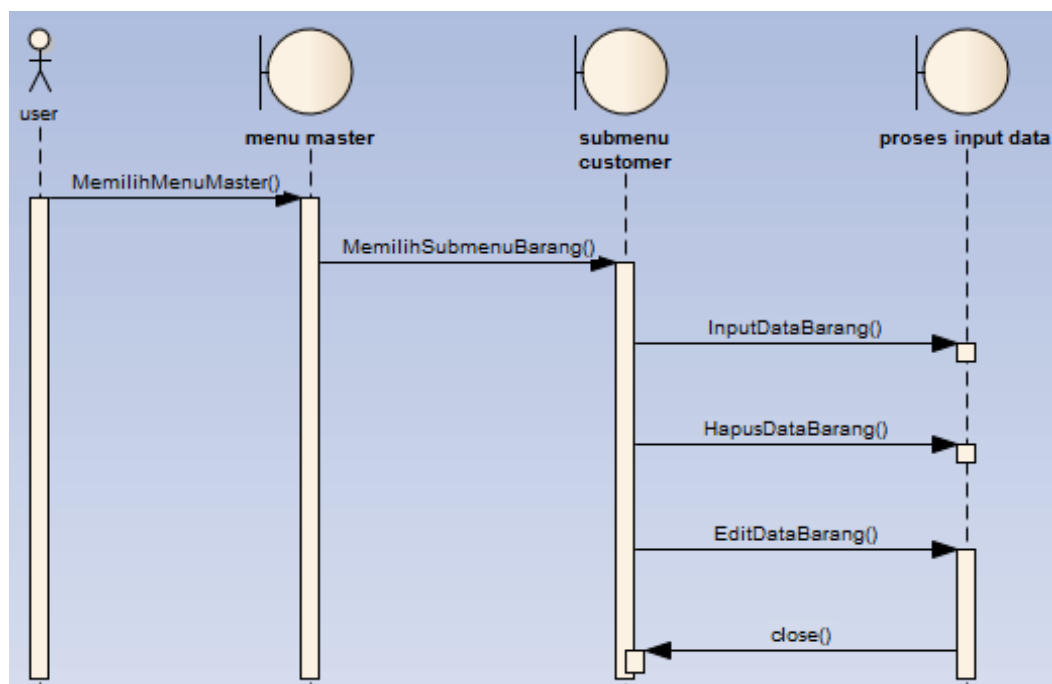 user
menu master
submenu
customer
proses input data
MemilihMenuMaster()
MemilihSubmenuBarang()
InputDataBarang()
HapusDataBarang()
EditDataBarang()
close()